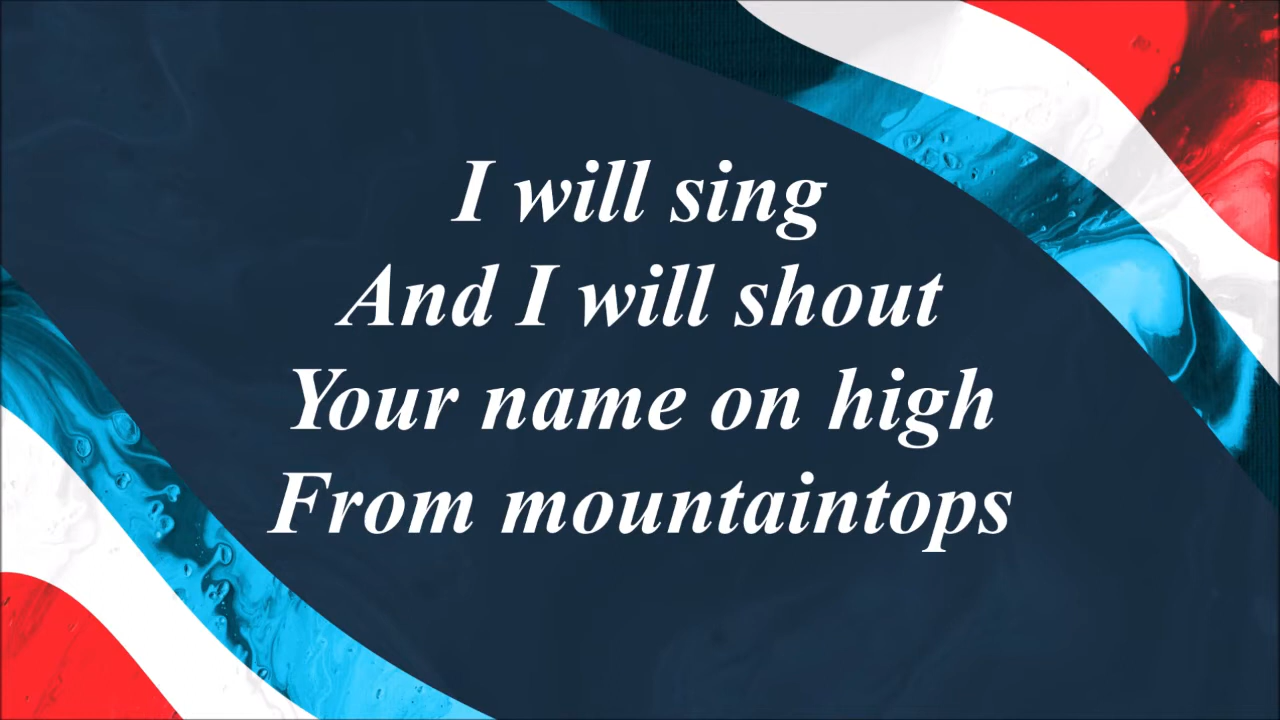 I will sing
And I will shout
Your name on high
From mountaintops